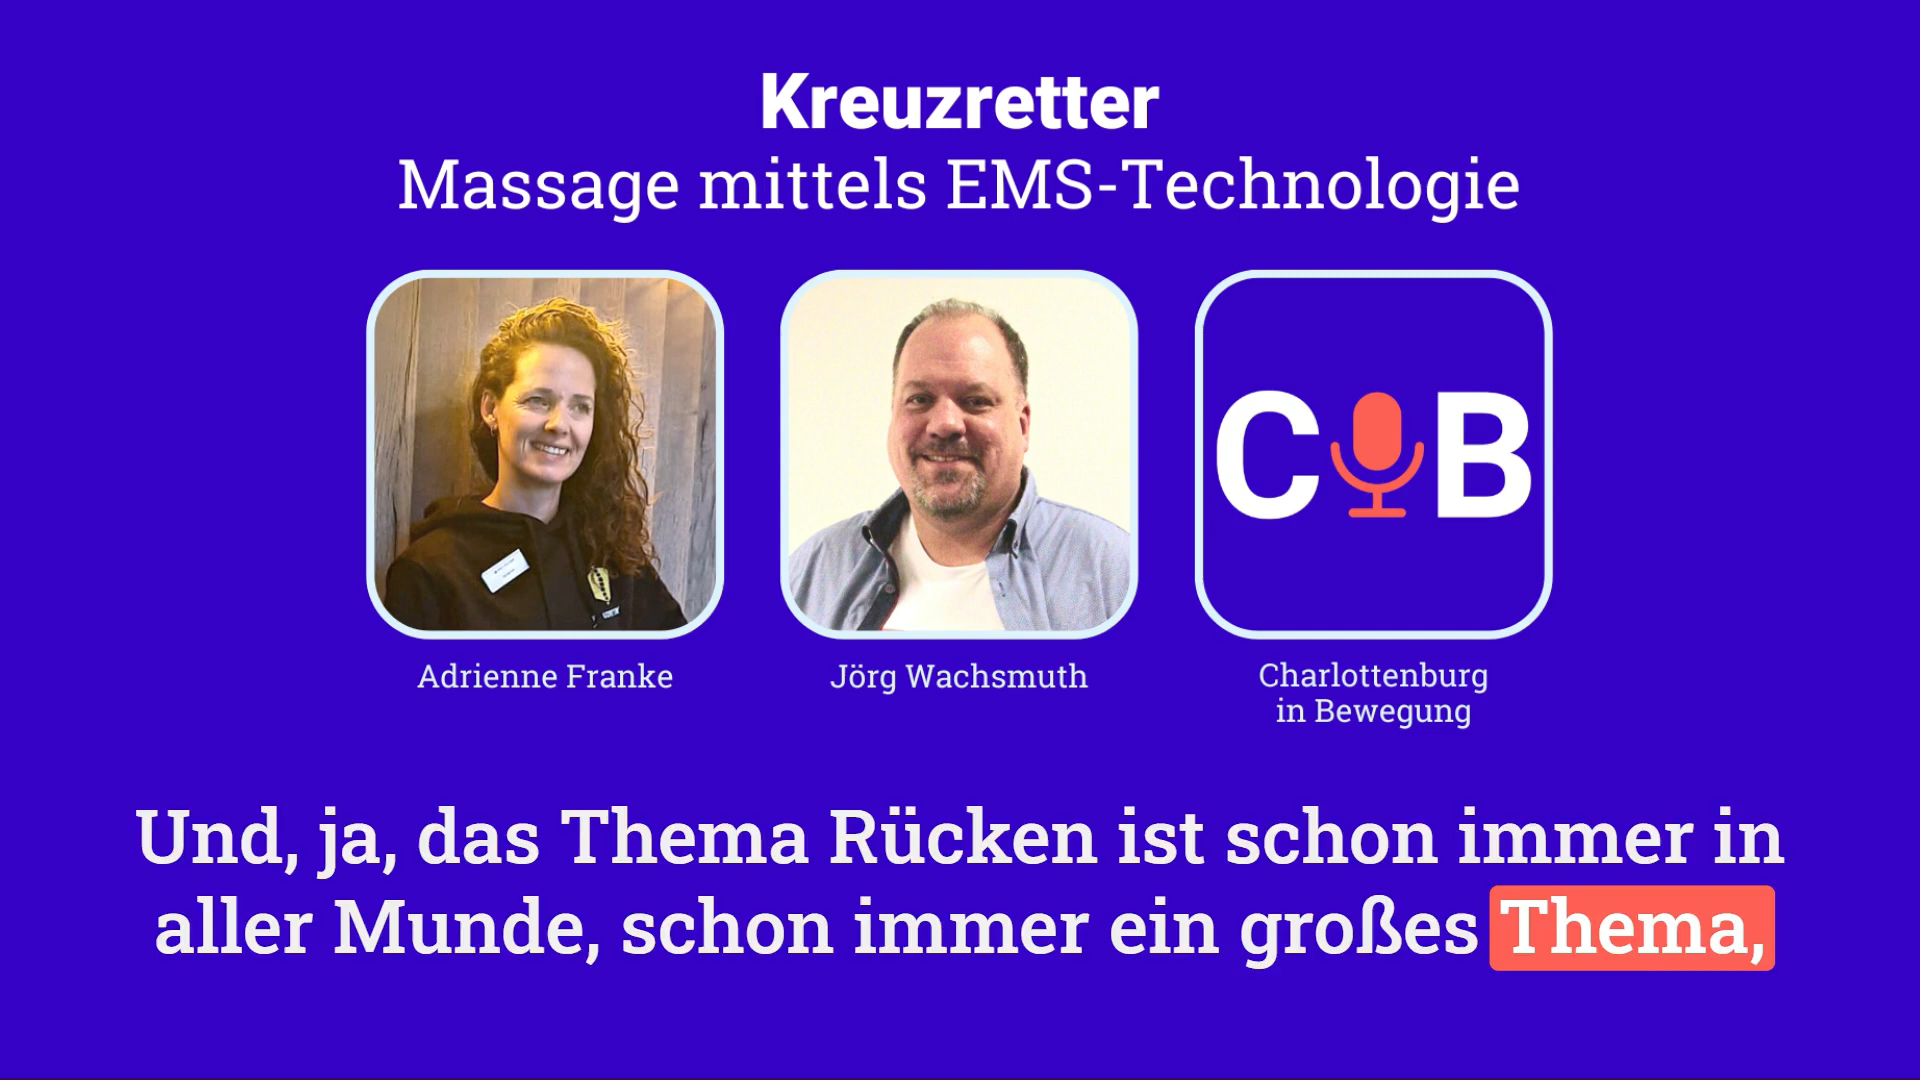 Kreuzretter
Massage mittels EMS-Technologie
C B
Adrienne Franke
Jörg Wachsmuth
Charlottenburg
in Bewegung
Und, ja, das Thema Rücken ist schon immer in
aller Munde, schon immer ein großes Thema,